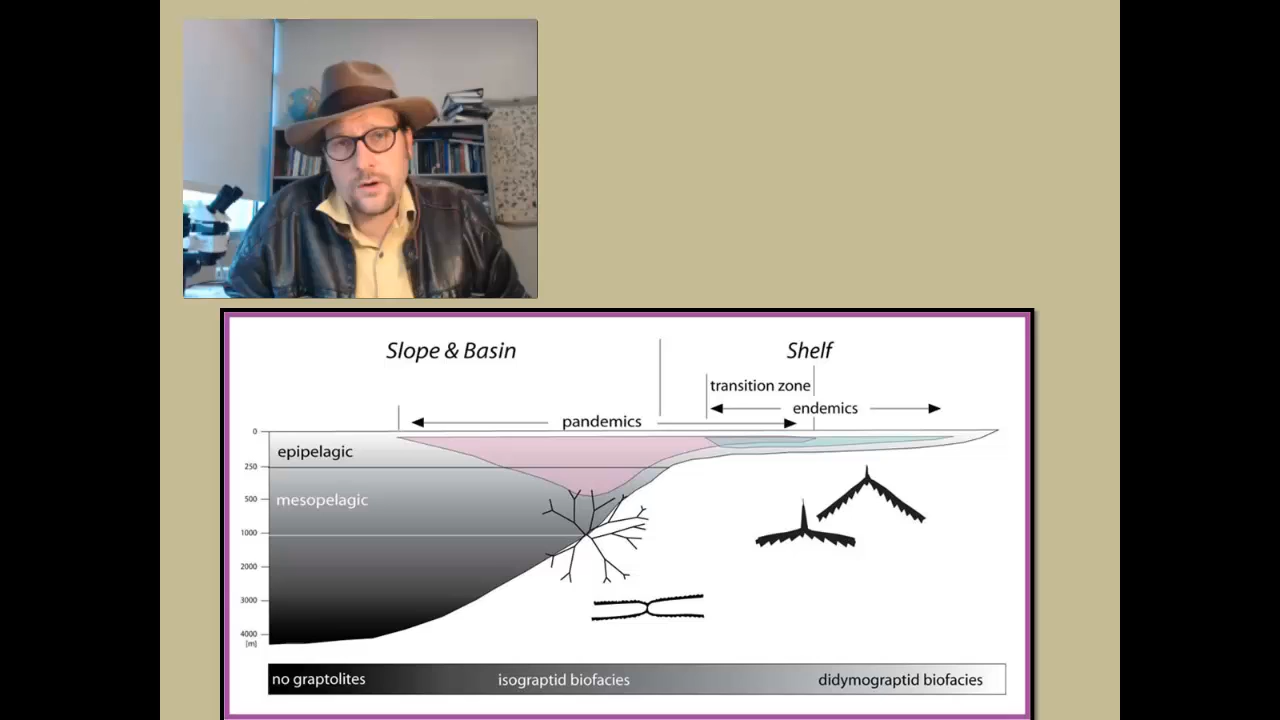 Slope & Basin
Shelf
transition zone
endemics
pandemics
0
epipelagic
250
mesopelagic
500
1000
2000
3000
4000
[m]
no graptolites
isograptid biofacies
didymograptid biofacies